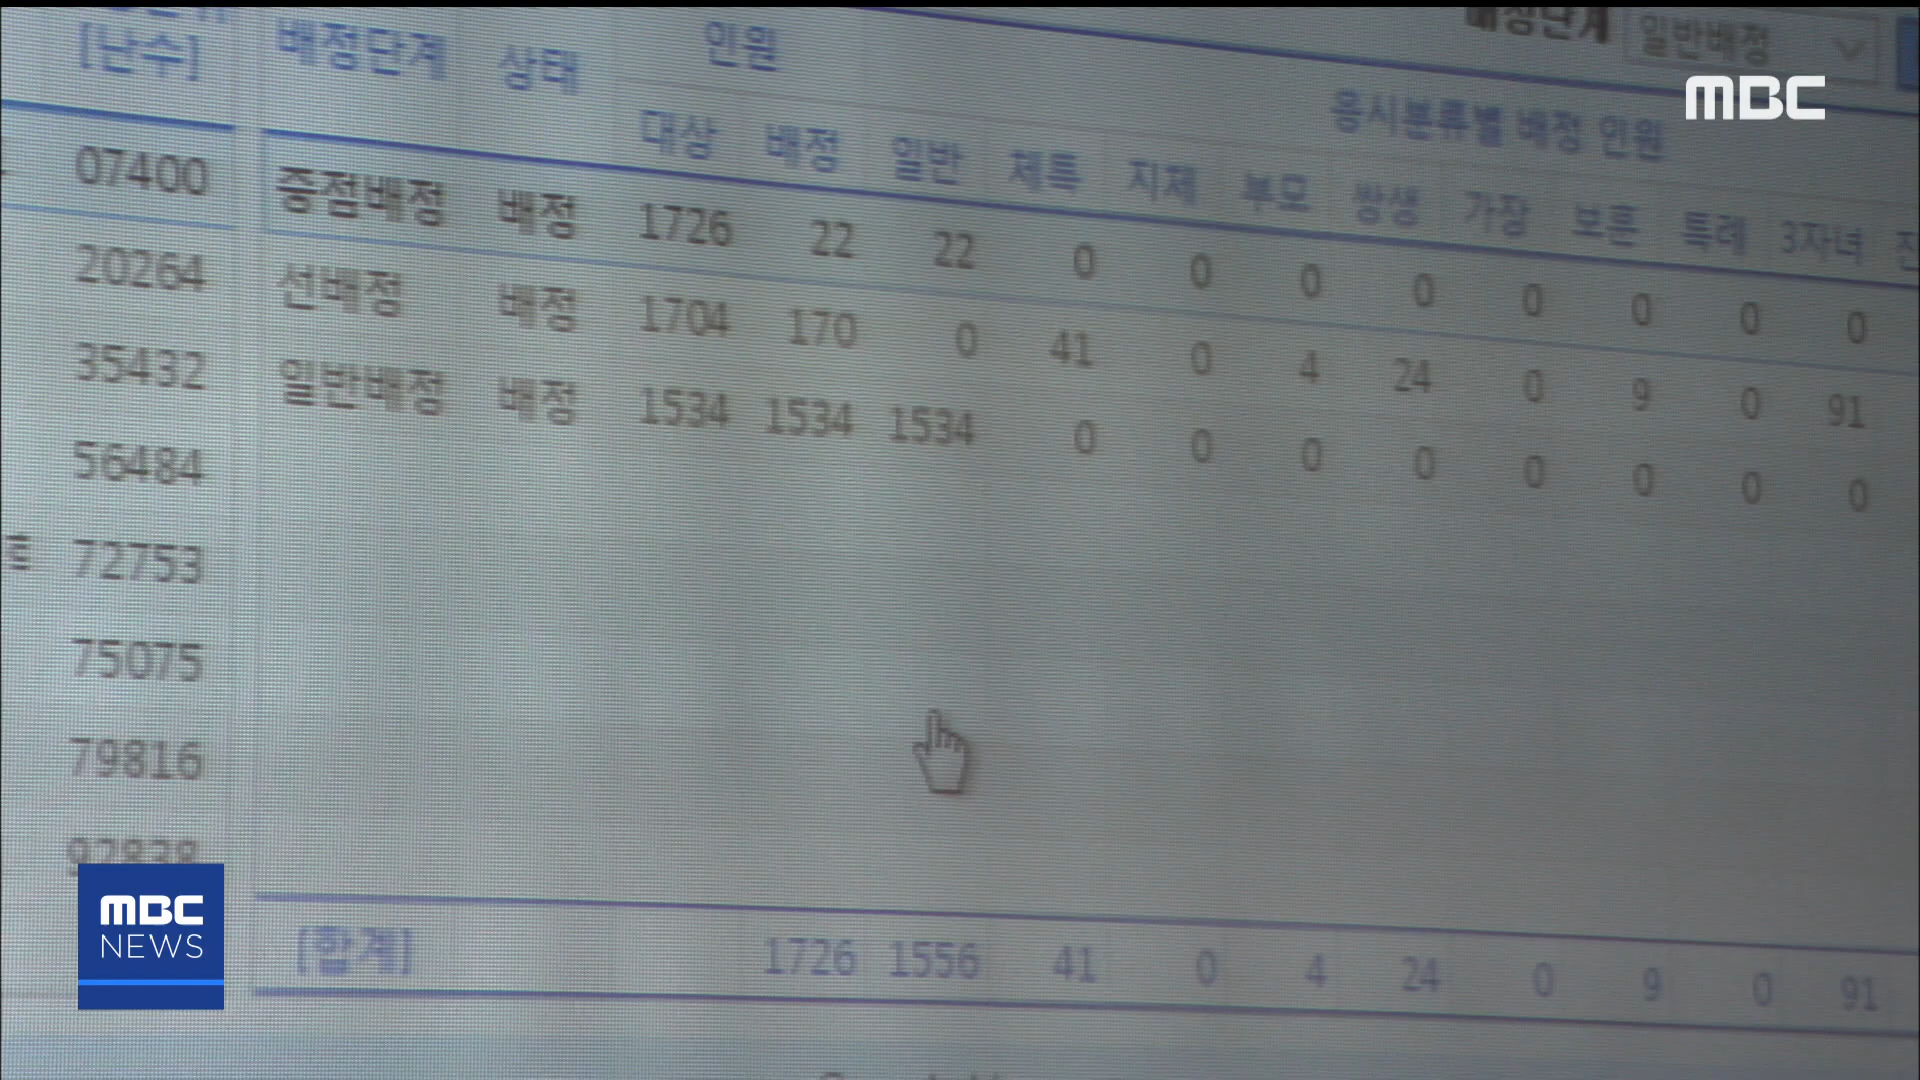 배정단계 일반배정
MBC
[난수] 배정단계 상태 인원
응시분류별 배정 인원
대상 배정 일반 체특 지체 부모 쌍생 가장 보훈 특례 3자녀
07400 중점배정 배정 1726 22 22 0 0 0 0 0 0 0 0
20264 선배정 배정 1704 170 0 41 0 4 24 0 9 0 91
35432 일반배정 배정 1534 1534 1534 0 0 0 0 0 0 0 0
56484
72753
75075
79816
92838
[합계] 1726 1556 41 0 4 24 0 9 0 91
MBC
NEWS